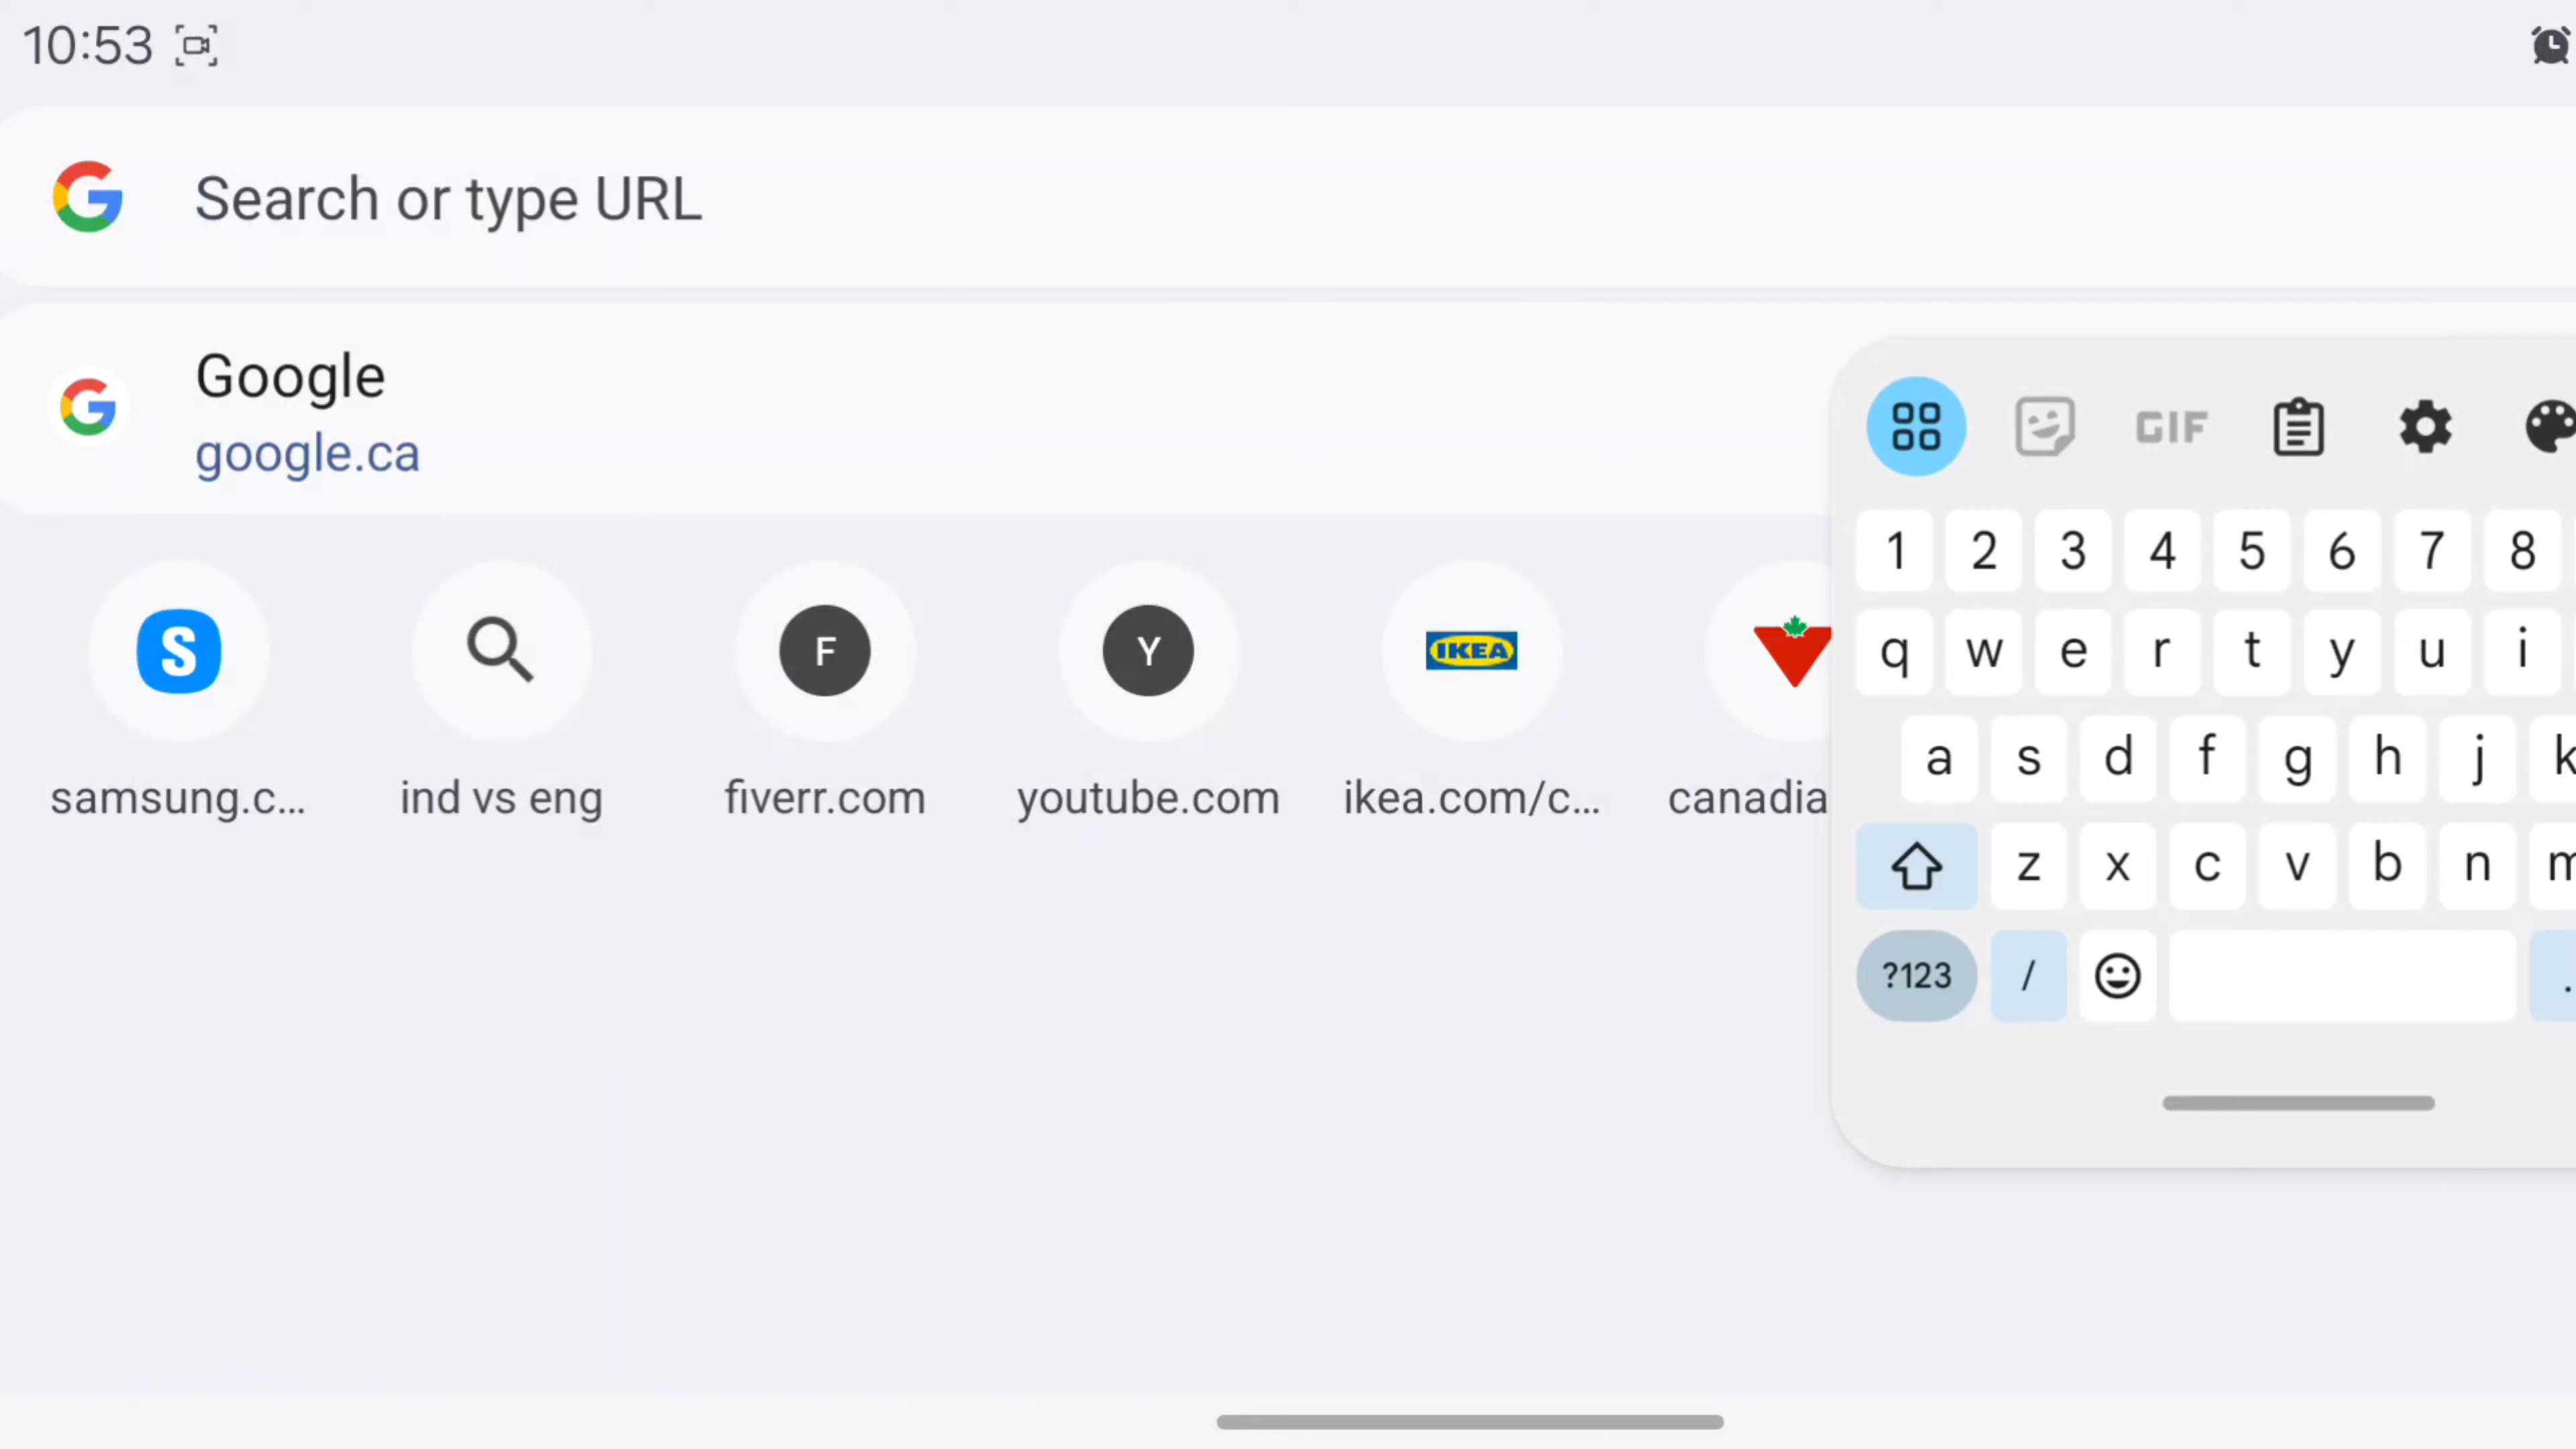 10:53
Search or type URL
Google
google.ca
GIF
1 2 3 4 5 6 7 8
S F Y IKEA
q w e r t y u i
samsung.c... ind vs eng fiverr.com youtube.com ikea.com/c... canadia
a s d f g h j k
z x c v b n m
?123 / .